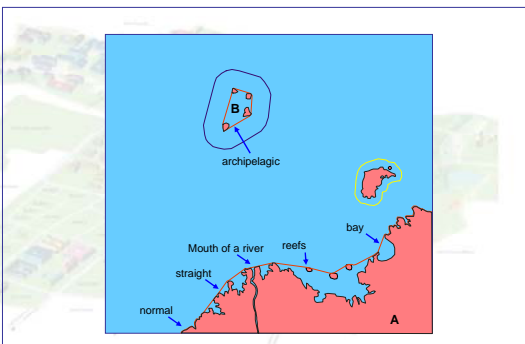 B
archipelagic
bay
Mouth of a river
reefs
straight
normal
A